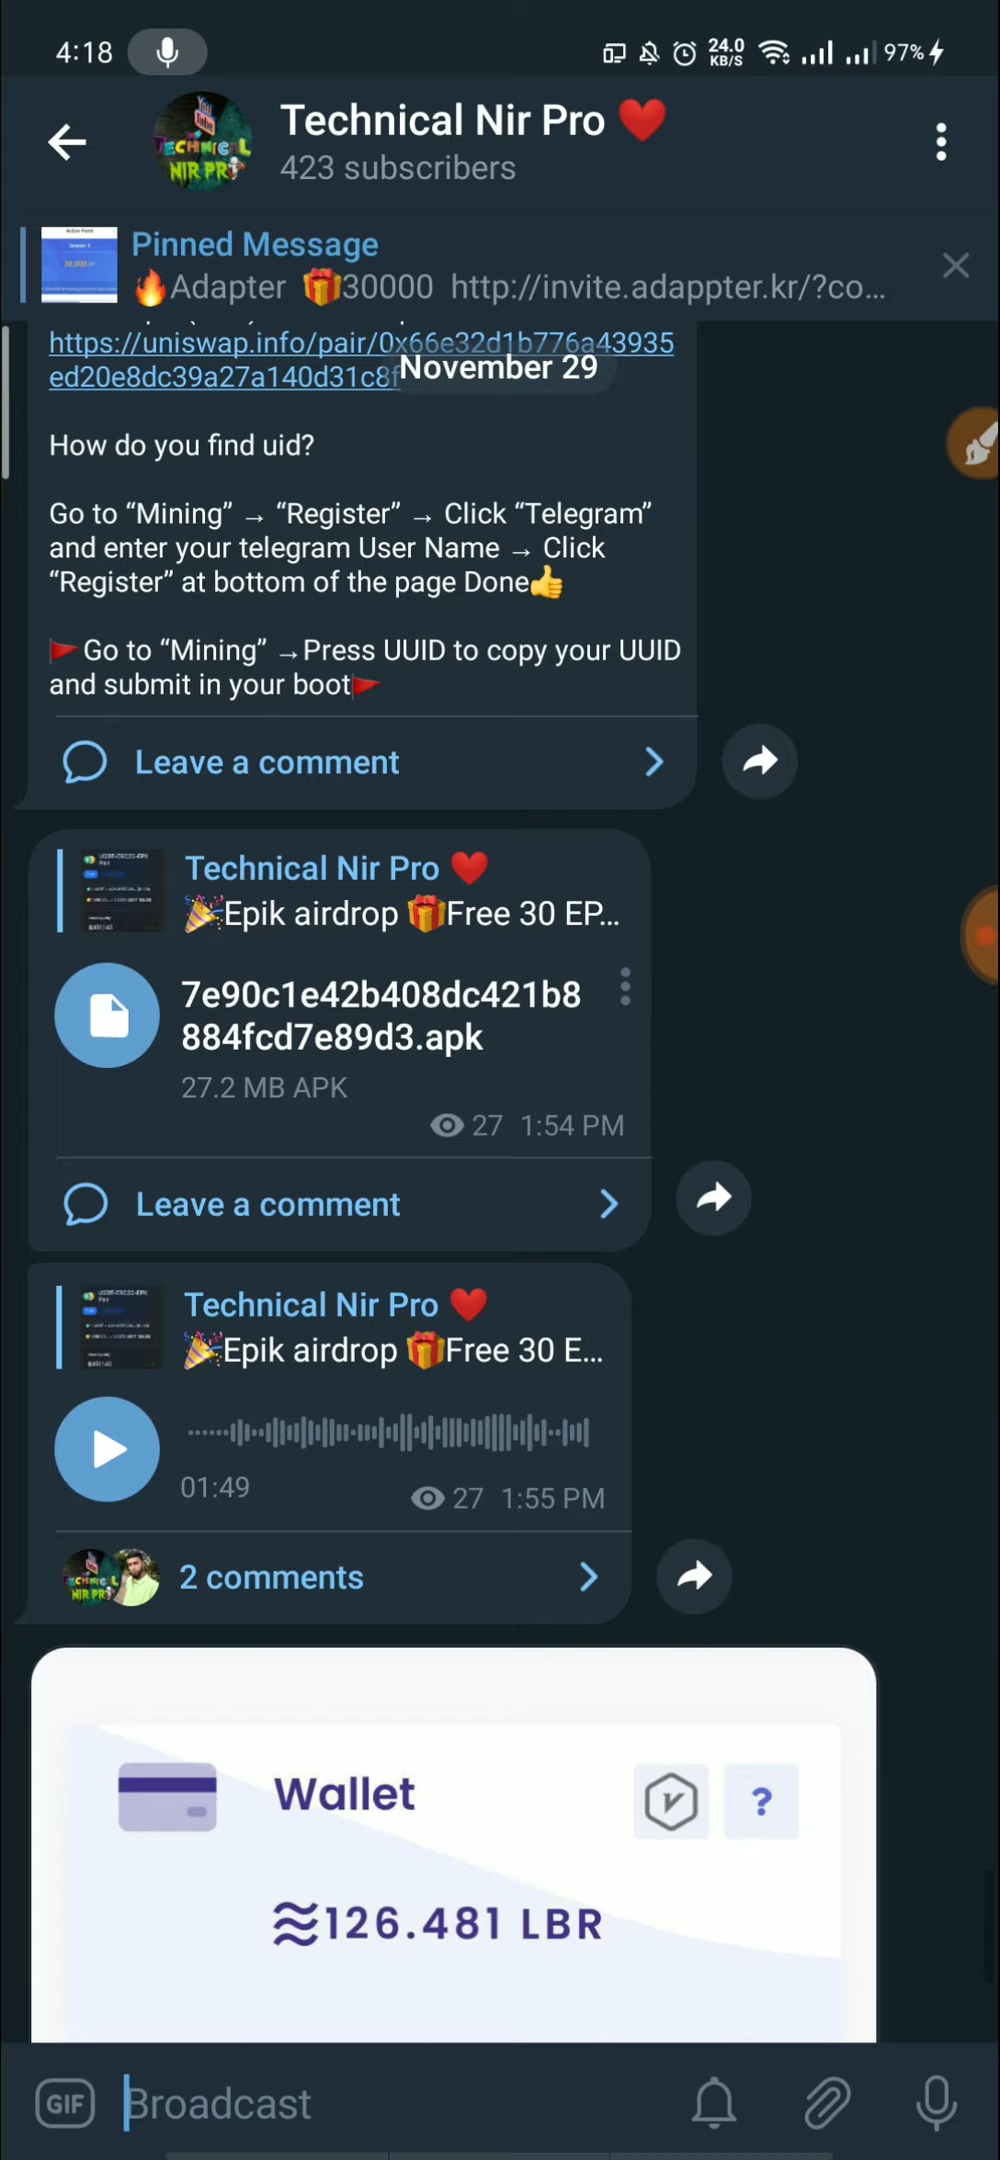 4:18
24.0
KB/S
97%
Technical Nir Pro ❤️
423 subscribers
Pinned Message
🔥Adapter 🎁30000 http://invite.adappter.kr/?co...
https://uniswap.info/pair/0x66e32d1b776a43935
ed20e8dc39a27a140d31c8f
November 29
How do you find uid?
Go to “Mining” → “Register” → Click “Telegram”
and enter your telegram User Name → Click
“Register” at bottom of the page Done👍
🚩Go to “Mining” →Press UUID to copy your UUID
and submit in your boot🚩
Leave a comment
Technical Nir Pro ❤️
🎉Epik airdrop 🎁Free 30 EP...
7e90c1e42b408dc421b8
884fcd7e89d3.apk
27.2 MB APK
27 1:54 PM
Leave a comment
Technical Nir Pro ❤️
🎉Epik airdrop 🎁Free 30 E...
01:49
27 1:55 PM
2 comments
Wallet
?
≈126.481 LBR
GIF
Broadcast